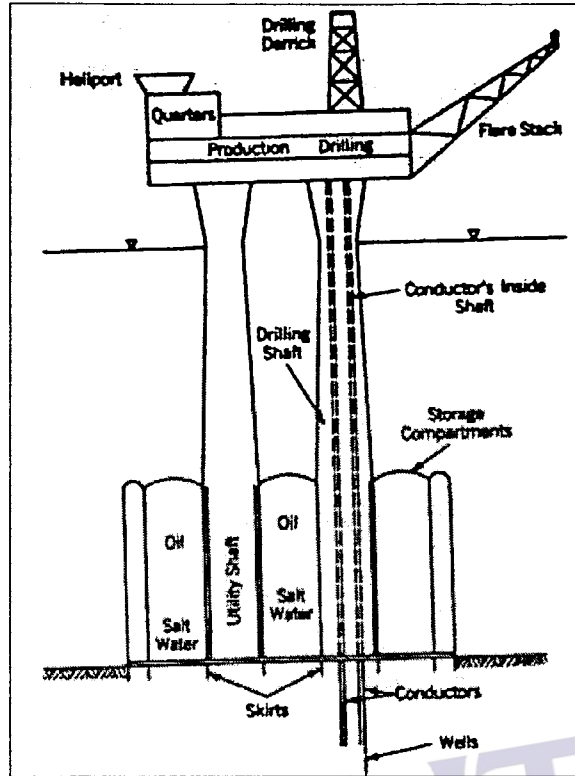 Drilling
Derrick
Heliport
Quarters
Flare Stack
Production
Drilling
Conductor's Inside
Shaft
Drilling
Shaft
Storage
Compartments
Oil
Oil
Utility Shaft
Salt
Water
Salt
Water
Skirts
Conductors
Wells